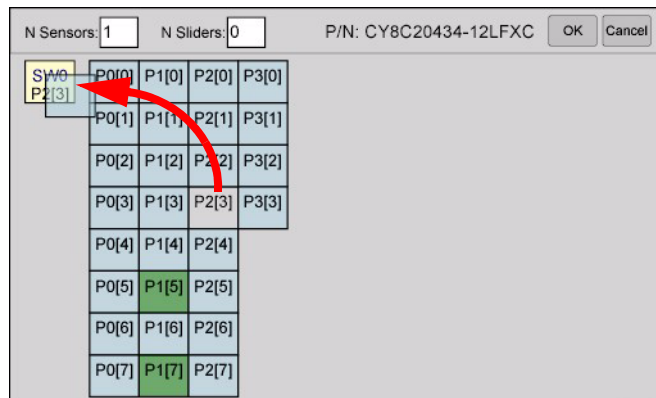 N Sensors: 1 N Sliders: 0 P/N: CY8C20434-12LFXC OK Cancel
SW0 P0[0] P1[0] P2[0] P3[0]
P2[3]
P0[1] P1[1] P2[1] P3[1]
P0[2] P1[2] P2[2] P3[2]
P0[3] P1[3] P2[3] P3[3]
P0[4] P1[4] P2[4]
P0[5] P1[5] P2[5]
P0[6] P1[6] P2[6]
P0[7] P1[7] P2[7]